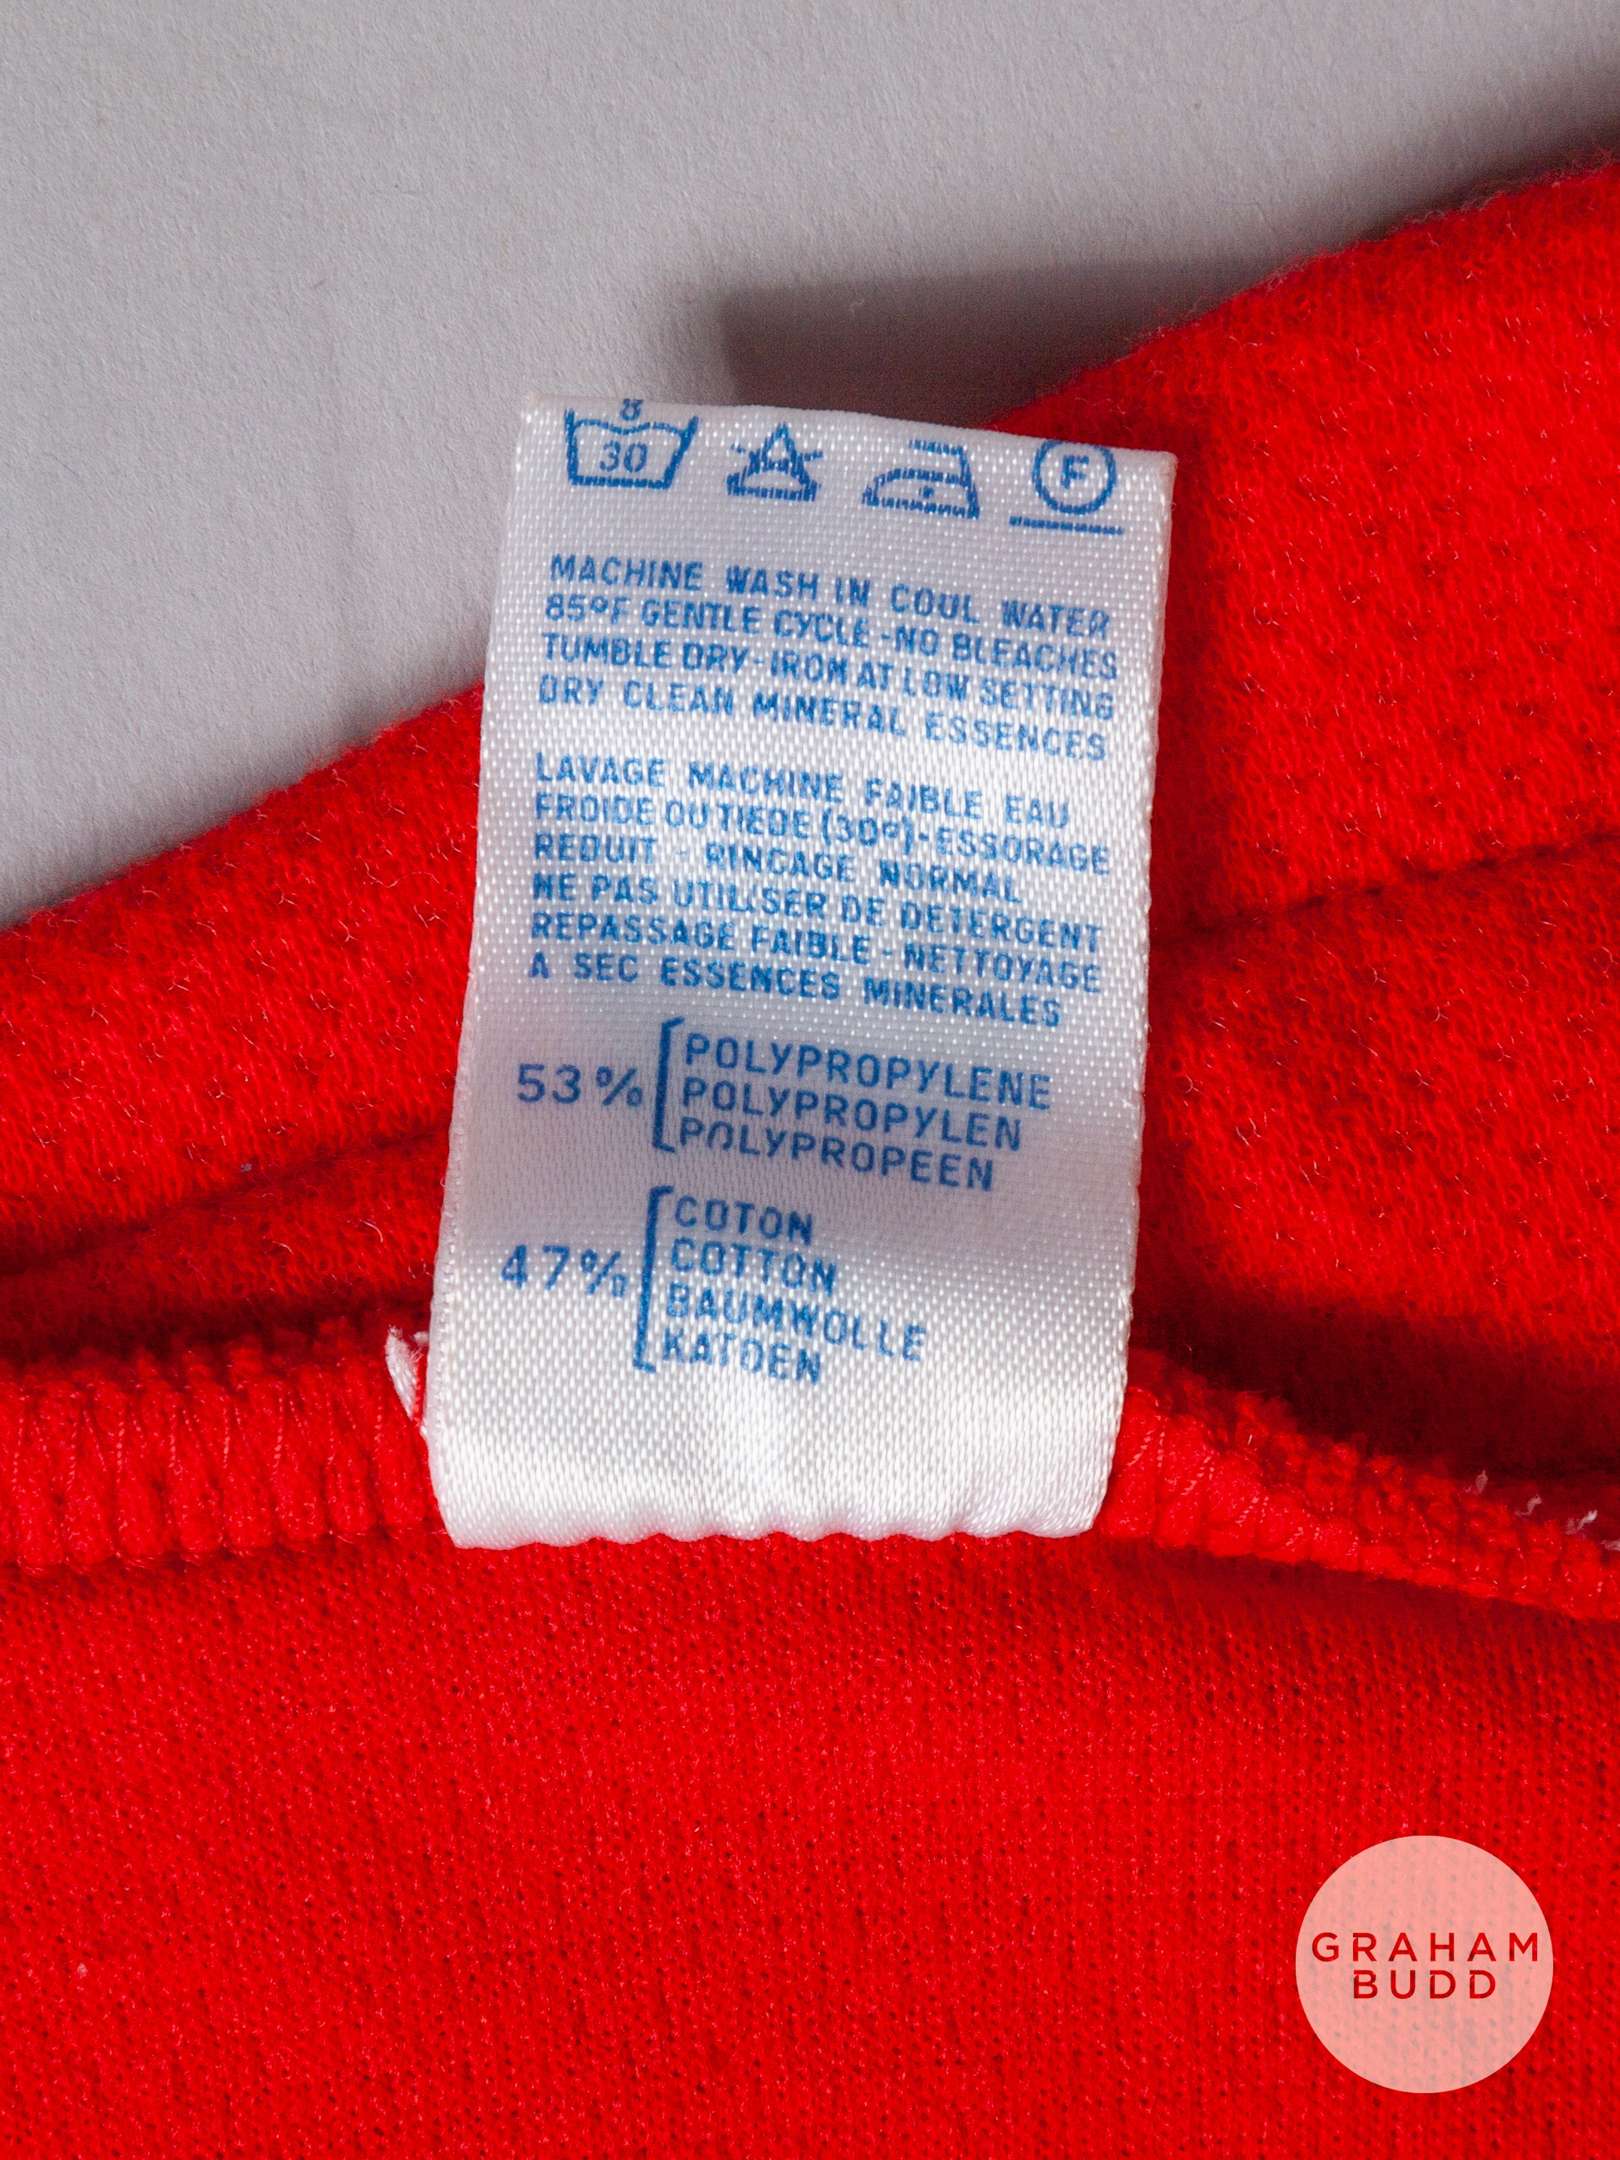 8
30
F
MACHINE WASH IN COOL WATER
85°F GENTLE CYCLE-NO BLEACHES
TUMBLE DRY-IRON AT LOW SETTING
DRY CLEAN MINERAL ESSENCES
LAVAGE MACHINE FAIBLE EAU
FROIDE OU TIEDE (30°)-ESSORAGE
REDUIT - RINCAGE NORMAL
NE PAS UTILISER DE DETERGENT
REPASSAGE FAIBLE - NETTOYAGE
A SEC ESSENCES MINERALES
POLYPROPYLENE
53% POLYPROPYLEN
POLYPROPEEN
COTON
47% COTTON
BAUMWOLLE
KATOEN
GRAHAM
BUDD